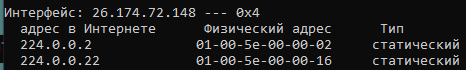 Интерфейс: 26.174.72.148 --- 0x4
адрес в Интернете Физический адрес Тип
224.0.0.2 01-00-5e-00-00-02 статический
224.0.0.22 01-00-5e-00-00-16 статический